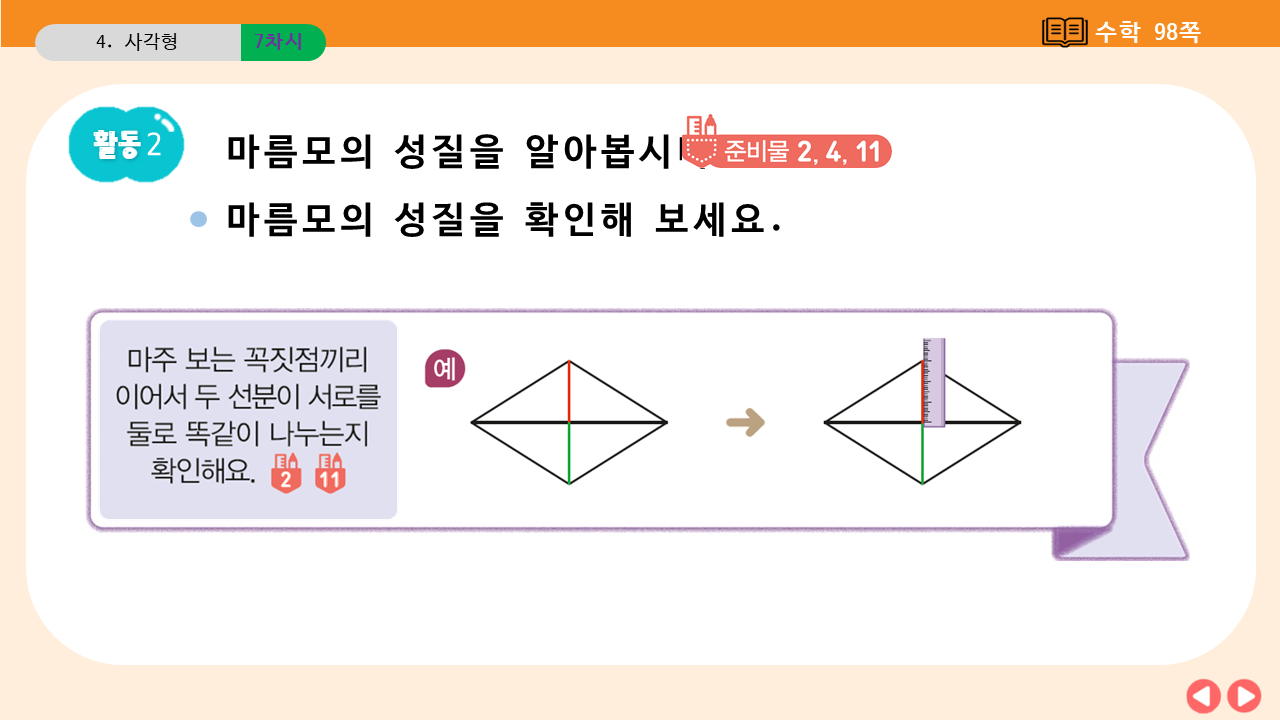 4. 사각형
7차시
수학 98쪽
활동 2
마름모의 성질을 알아봅시
준비물 2, 4, 11
마름모의 성질을 확인해 보세요.
마주 보는 꼭짓점끼리
이어서 두 선분이 서로를
둘로 똑같이 나누는지
확인해요. 2 11
예